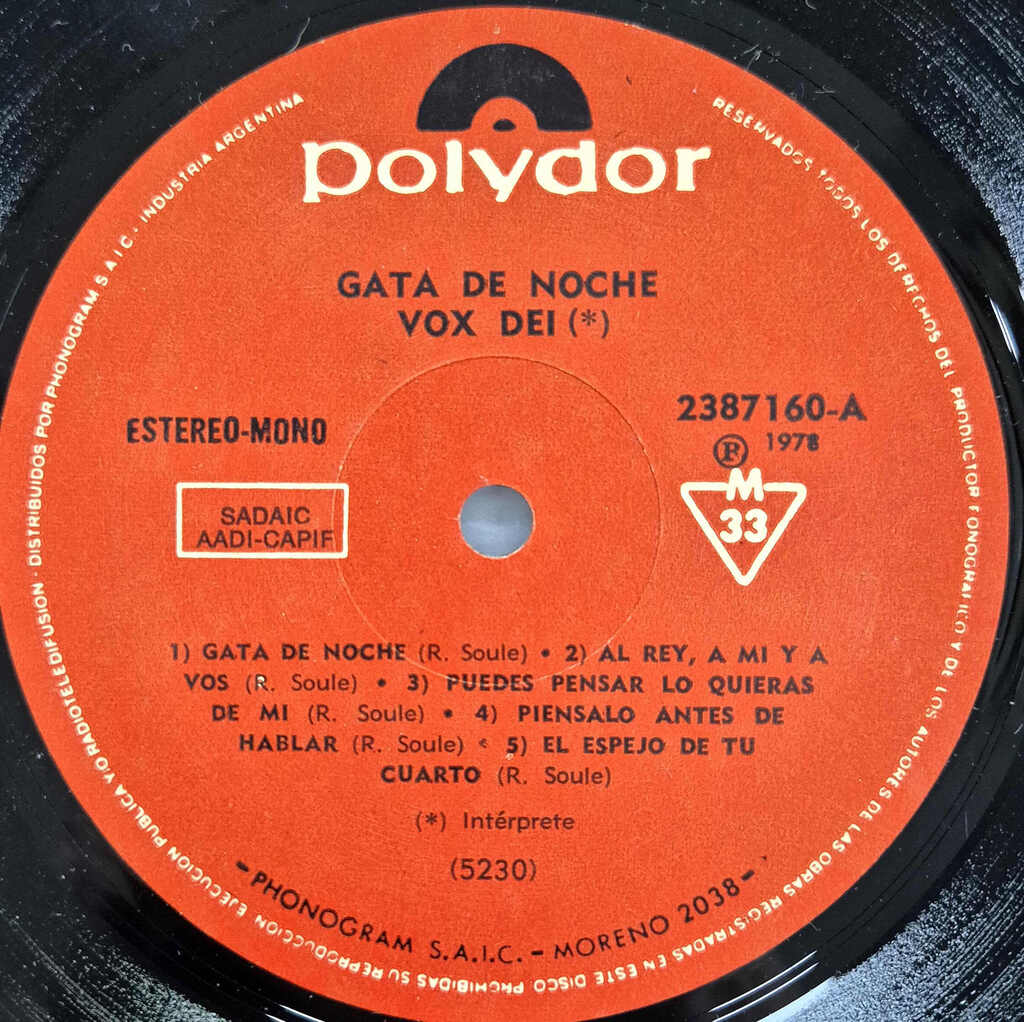 polydor
GATA DE NOCHE
VOX DEI (*)
ESTEREO-MONO
2387160-A
Ⓟ 1978
SADAIC
AADI-CAPIF
M
33
1) GATA DE NOCHE (R. Soule) • 2) AL REY, A MI Y A
VOS (R. Soule) • 3) PUEDES PENSAR LO QUIERAS
DE MI (R. Soule) • 4) PIENSALO ANTES DE
HABLAR (R. Soule) • 5) EL ESPEJO DE TU
CUARTO (R. Soule)
(*) Intérprete
(5230)
-PHONOGRAM S.A.I.C. - MORENO 2038-
RESERVADOS TODOS LOS DERECHOS DEL PRODUCTOR FONOGRAFICO Y DE LOS AUTORES DE LAS OBRAS REGISTRADAS EN ESTE DISCO PROHIBIDAS SU REPRODUCCION EJECUCION PUBLICA Y/O RADIOTELEDIFUSION · DISTRIBUIDOS POR PHONOGRAM S.A.I.C. · INDUSTRIA ARGENTINA